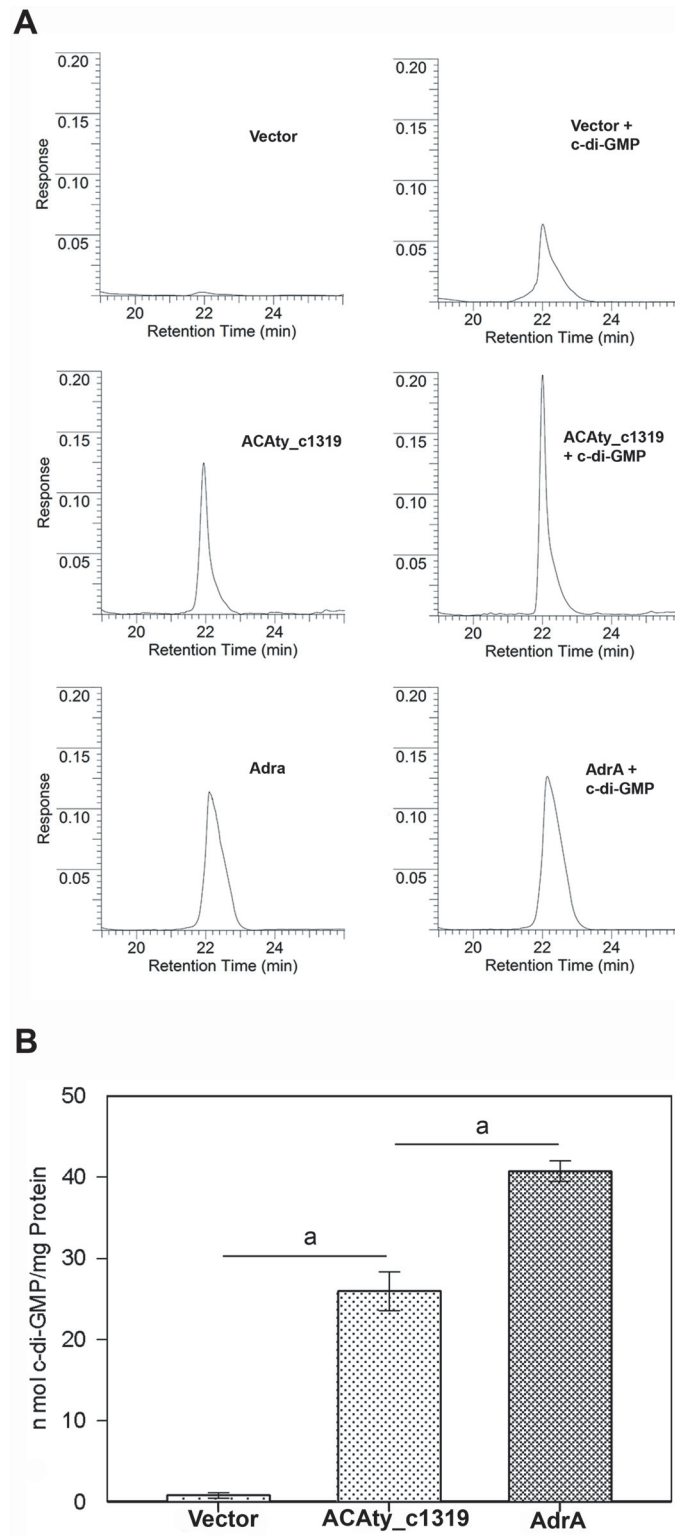 A
0.20
0.15
0.10
0.05
Response
Vector
20 22 24
Retention Time (min)
0.20
0.15
0.10
0.05
Vector +
c-di-GMP
20 22 24
Retention Time (min)
0.20
0.15
0.10
0.05
Response
ACAty_c1319
20 22 24
Retention Time (min)
0.20
0.15
0.10
0.05
ACAty_c1319
+ c-di-GMP
20 22 24
Retention Time (min)
0.20
0.15
0.10
0.05
Response
Adra
20 22 24
Retention Time (min)
0.20
0.15
0.10
0.05
AdrA +
c-di-GMP
20 22 24
Retention Time (min)
B
50
40
30
20
10
0
n mol c-di-GMP/mg Protein
a
a
Vector ACAty_c1319 AdrA